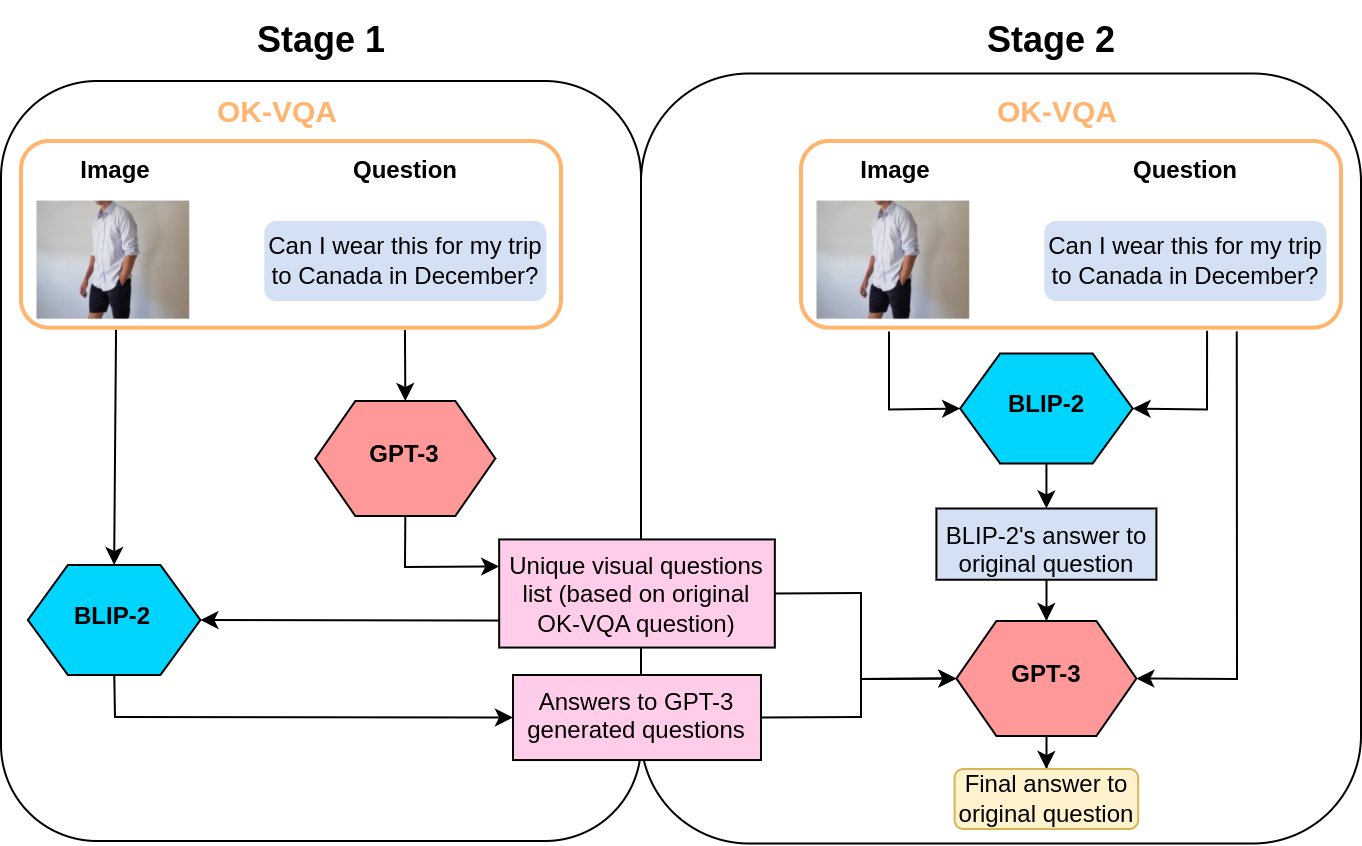 Stage 1
OK-VQA
Image
Question
Can I wear this for my trip
to Canada in December?
GPT-3
BLIP-2
Unique visual questions
list (based on original
OK-VQA question)
Answers to GPT-3
generated questions
Stage 2
OK-VQA
Image
Question
Can I wear this for my trip
to Canada in December?
BLIP-2
BLIP-2's answer to
original question
GPT-3
Final answer to
original question